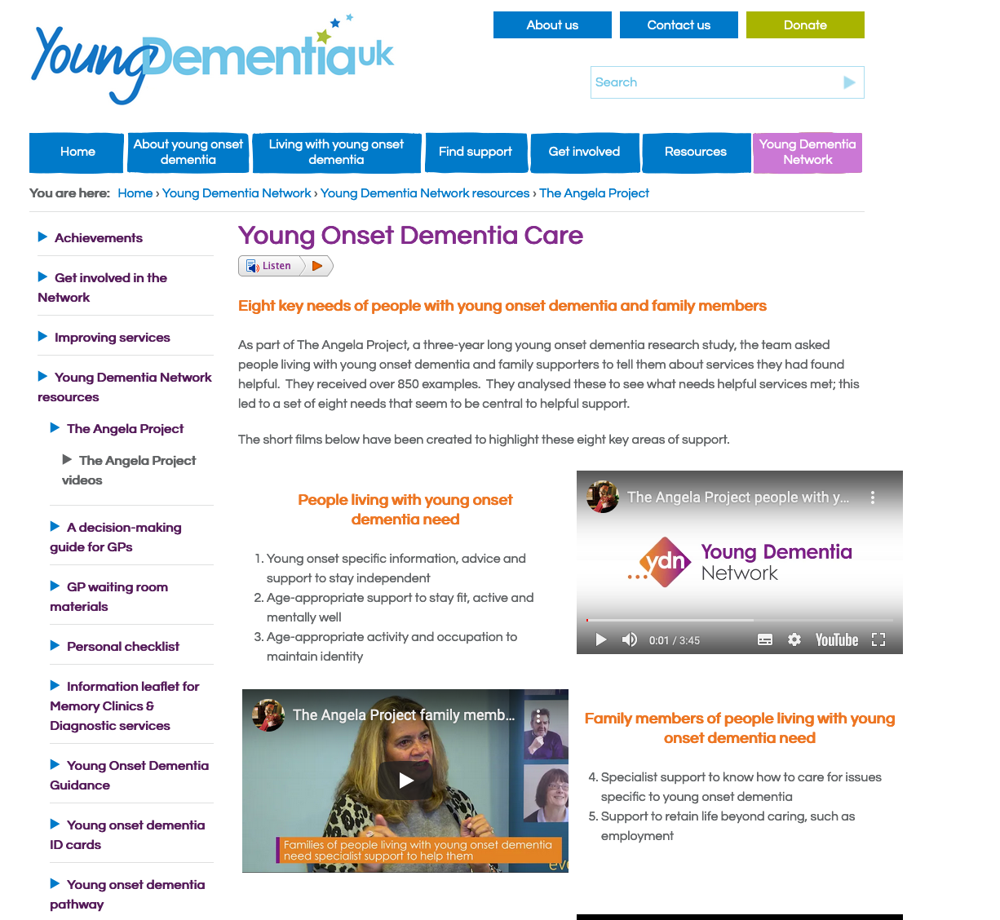 Young Dementia uk
About us
Contact us
Donate
Search
Home
About young onset
dementia
Living with young onset
dementia
Find support
Get involved
Resources
Young Dementia
Network
You are here: Home › Young Dementia Network › Young Dementia Network resources › The Angela Project
Achievements
Get involved in the
Network
Improving services
Young Dementia Network
resources
The Angela Project
The Angela Project
videos
A decision-making
guide for GPs
GP waiting room
materials
Personal checklist
Information leaflet for
Memory Clinics &
Diagnostic services
Young Onset Dementia
Guidance
Young onset dementia
ID cards
Young onset dementia
pathway
Young Onset Dementia Care
Listen
Eight key needs of people with young onset dementia and family members
As part of The Angela Project, a three-year long young onset dementia research study, the team asked
people living with young onset dementia and family supporters to tell them about services they had found
helpful.  They received over 850 examples.  They analysed these to see what needs helpful services met; this
led to a set of eight needs that seem to be central to helpful support.
The short films below have been created to highlight these eight key areas of support.
People living with young onset
dementia need
1. Young onset specific information, advice and
support to stay independent
2. Age-appropriate support to stay fit, active and
mentally well
3. Age-appropriate activity and occupation to
maintain identity
The Angela Project people with y...
ydn
Young Dementia
Network
0:01 / 3:45
YouTube
The Angela Project family memb...
Families of people living with young onset dementia
need specialist support to help them
Family members of people living with young
onset dementia need
4. Specialist support to know how to care for issues
specific to young onset dementia
5. Support to retain life beyond caring, such as
employment